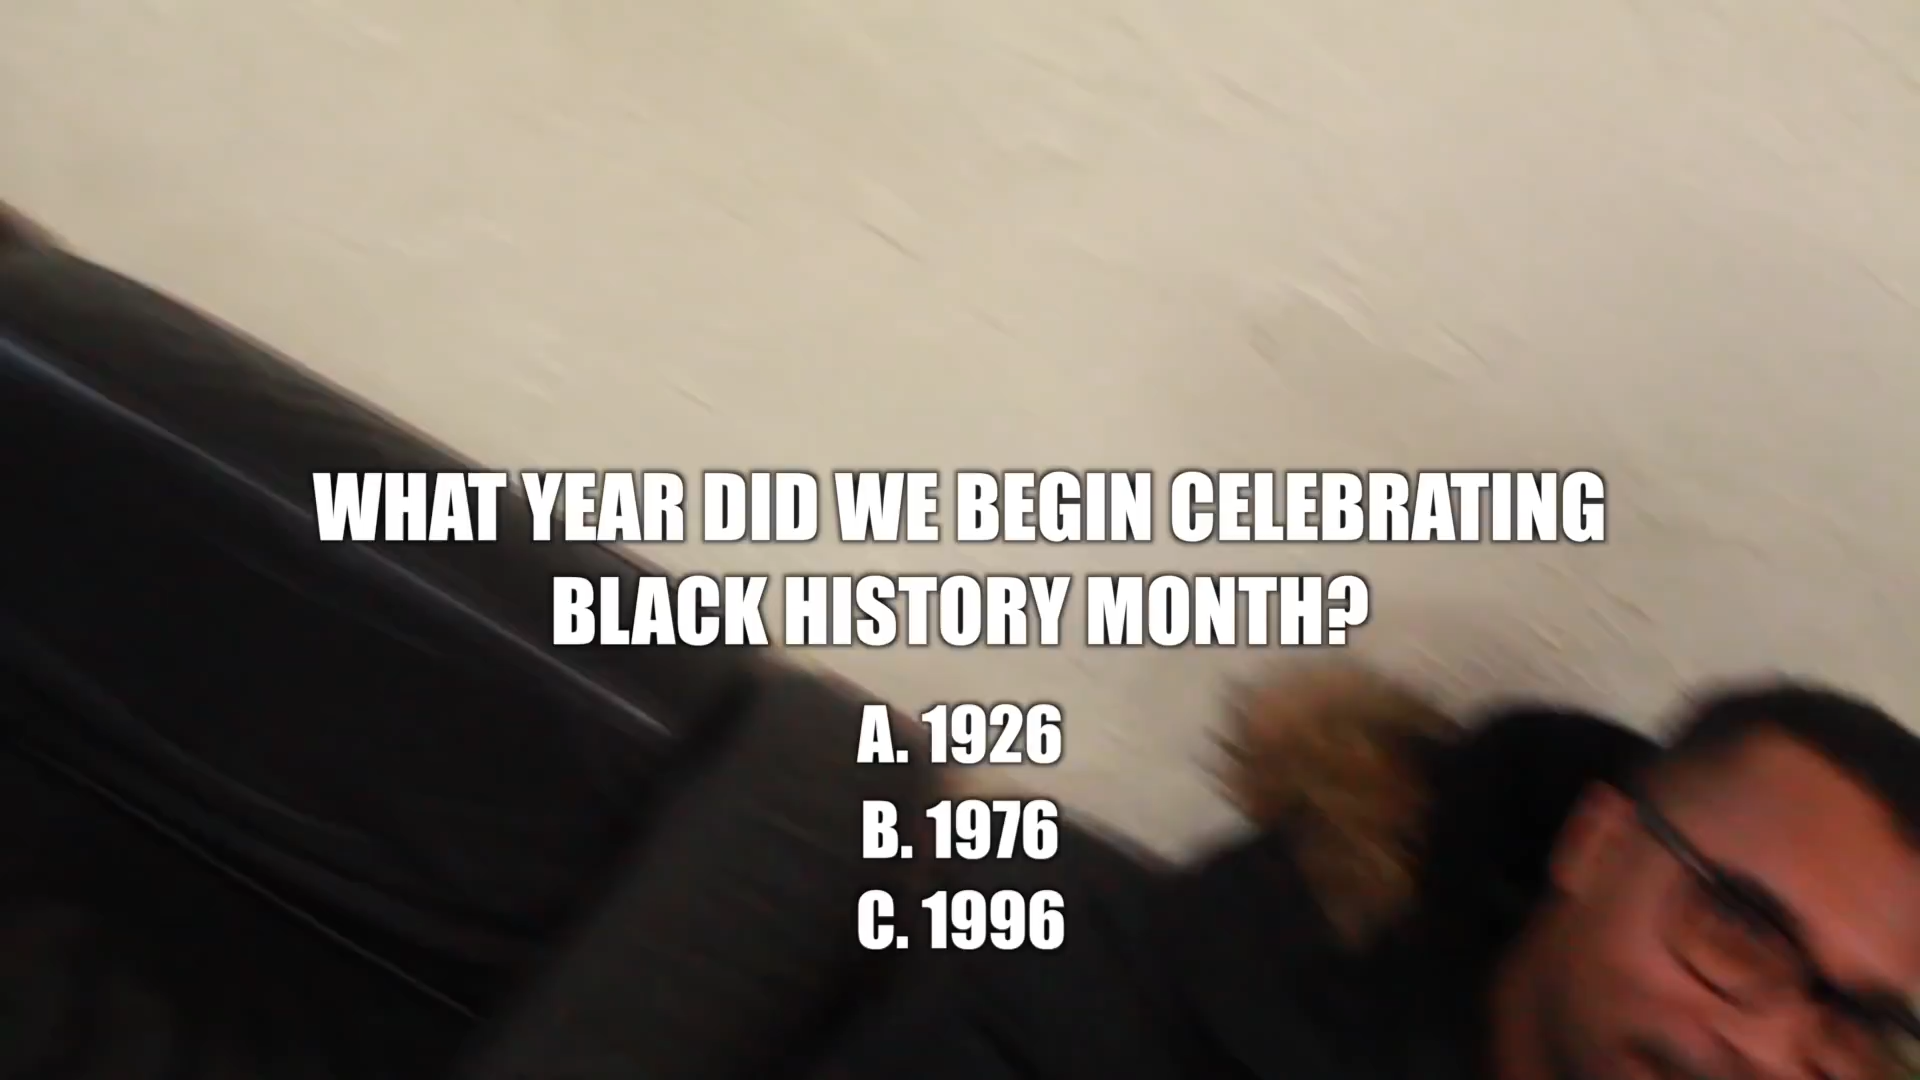 WHAT YEAR DID WE BEGIN CELEBRATING
BLACK HISTORY MONTH?
A. 1926
B. 1976
C. 1996